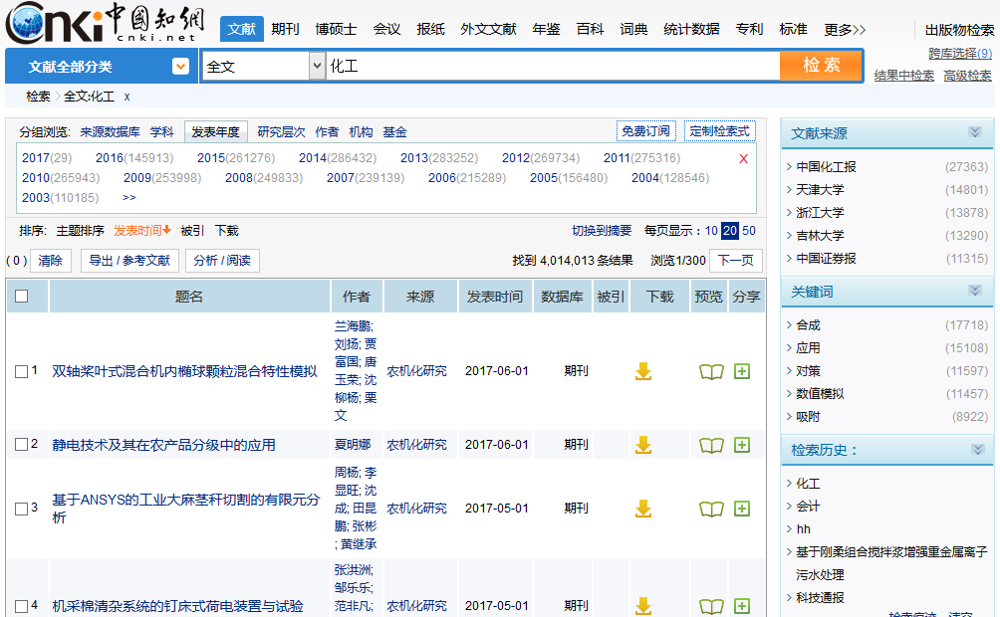 Cnki 中国知网
cnki.net
文献 期刊 博硕士 会议 报纸 外文文献 年鉴 百科 词典 统计数据 专利 标准 更多>> 出版物检索
文献全部分类 全文 化工 检索 跨库选择(9)
结果中检索 高级检索
检索 > 全文:化工 x
分组浏览: 来源数据库 学科 发表年度 研究层次 作者 机构 基金 免费订阅 定制检索式
2017(29) 2016(145913) 2015(261276) 2014(286432) 2013(283252) 2012(269734) 2011(275316) X
2010(265943) 2009(253998) 2008(249833) 2007(239139) 2006(215289) 2005(156480) 2004(128546)
2003(110185) >>
排序: 主题排序 发表时间 被引 下载 切换到摘要 每页显示：10 20 50
( 0 ) 清除 导出 / 参考文献 分析 / 阅读 找到 4,014,013 条结果 浏览1/300 下一页
题名 作者 来源 发表时间 数据库 被引 下载 预览 分享
1 双轴桨叶式混合机内椭球颗粒混合特性模拟
兰海鹏;
刘扬; 贾
富国; 唐
玉荣; 沈
柳杨; 栗
文
农机化研究 2017-06-01 期刊
2 静电技术及其在农产品分级中的应用 夏明娜 农机化研究 2017-06-01 期刊
3 基于ANSYS的工业大麻茎秆切割的有限元分
析
周杨; 李
显旺; 沈
成; 田昆
鹏; 张彬
; 黄继承
农机化研究 2017-05-01 期刊
4 机采棉清杂系统的钉床式荷电装置与试验
张洪洲;
邹乐乐;
范非凡;
农机化研究 2017-05-01 期刊
文献来源
> 中国化工报 (27363)
> 天津大学 (14801)
> 浙江大学 (13878)
> 吉林大学 (13290)
> 中国证券报 (11315)
关键词
> 合成 (17718)
> 应用 (15108)
> 对策 (11597)
> 数值模拟 (11457)
> 吸附 (8922)
检索历史：
> 化工
> 会计
> hh
> 基于刚柔组合搅拌浆增强重金属离子
污水处理
> 科技通报
检索痕迹 清空